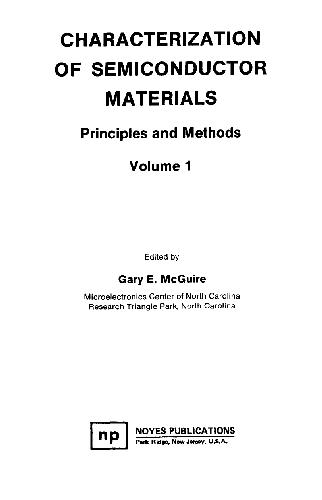 CHARACTERIZATION
OF SEMICONDUCTOR
MATERIALS
Principles and Methods
Volume 1
Edited by
Gary E. McGuire
Microelectronics Center of North Carolina
Research Triangle Park, North Carolina
np
NOYES PUBLICATIONS
Park Ridge, New Jersey, U.S.A.